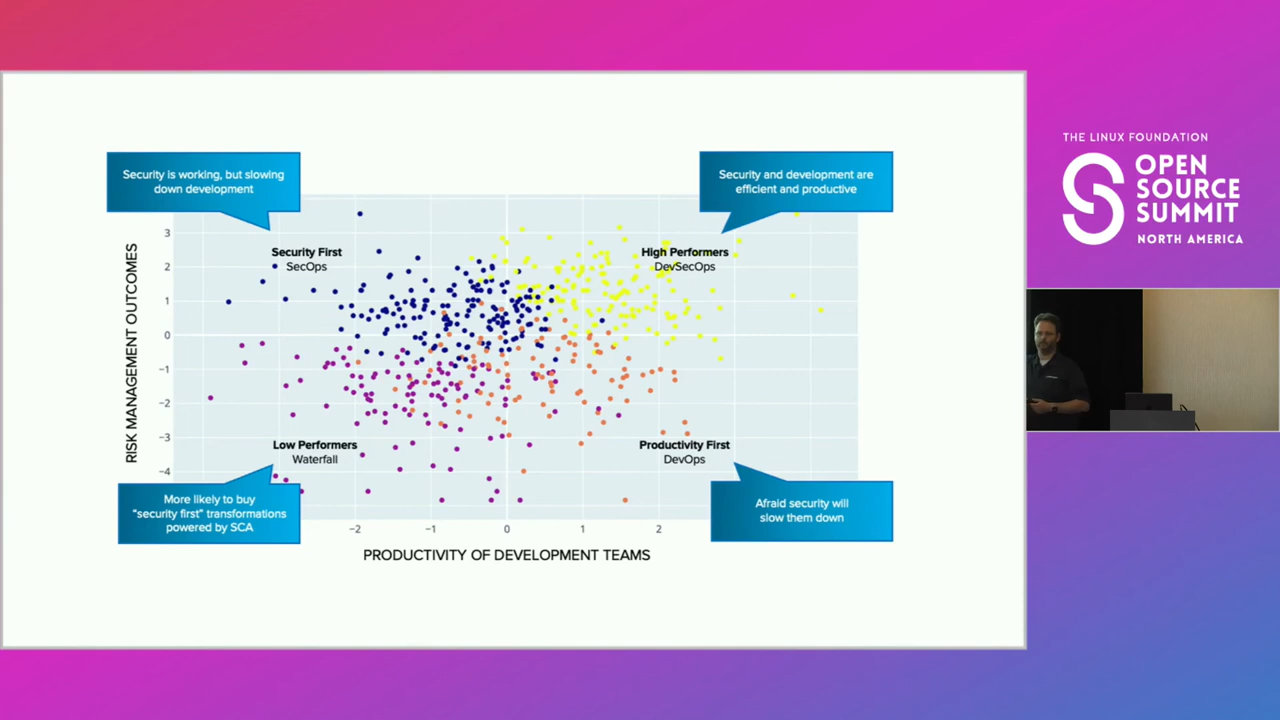 THE LINUX FOUNDATION
OPEN
SOURCE
SUMMIT
NORTH AMERICA
Security is working, but slowing
down development
Security and development are
efficient and productive
Security First
SecOps
High Performers
DevSecOps
RISK MANAGEMENT OUTCOMES
3
2
1
0
−1
−2
−3
−4
Low Performers
Waterfall
Productivity First
DevOps
More likely to buy
“security first” transformations
powered by SCA
Afraid security will
slow them down
−2
−1
0
1
2
PRODUCTIVITY OF DEVELOPMENT TEAMS